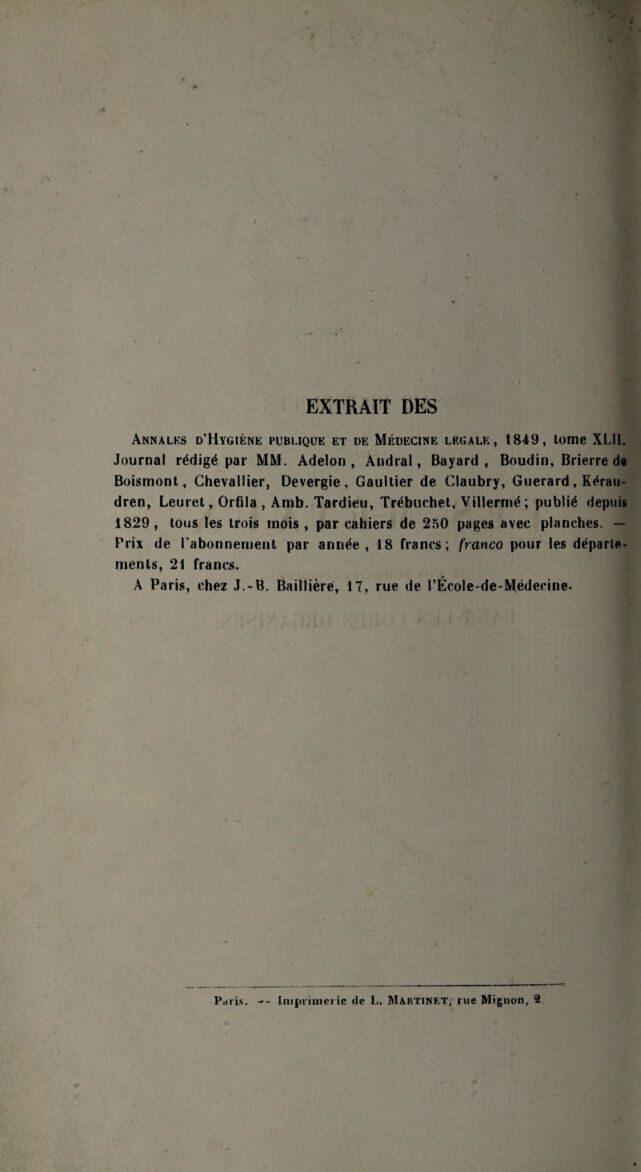 EXTRAIT DES
Annales d'Hygiène publique et de Médecine légale, 1849, tome XLII.
Journal rédigé par MM. Adelon, Andral, Bayard, Boudin, Brierre de
Boismont, Chevallier, Devergie, Gaultier de Claubry, Guerard, Kérau-
dren, Leuret, Orfila, Amb. Tardieu, Trébuchet, Villermé; publié depuis
1829, tous les trois mois, par cahiers de 250 pages avec planches. —
Prix de l'abonnement par année, 18 francs; franco pour les départe-
ments, 21 francs.
A Paris, chez J.-B. Baillière, 17, rue de l'École-de-Médecine.
Paris. -- Imprimerie de L. Martinet, rue Mignon, 2